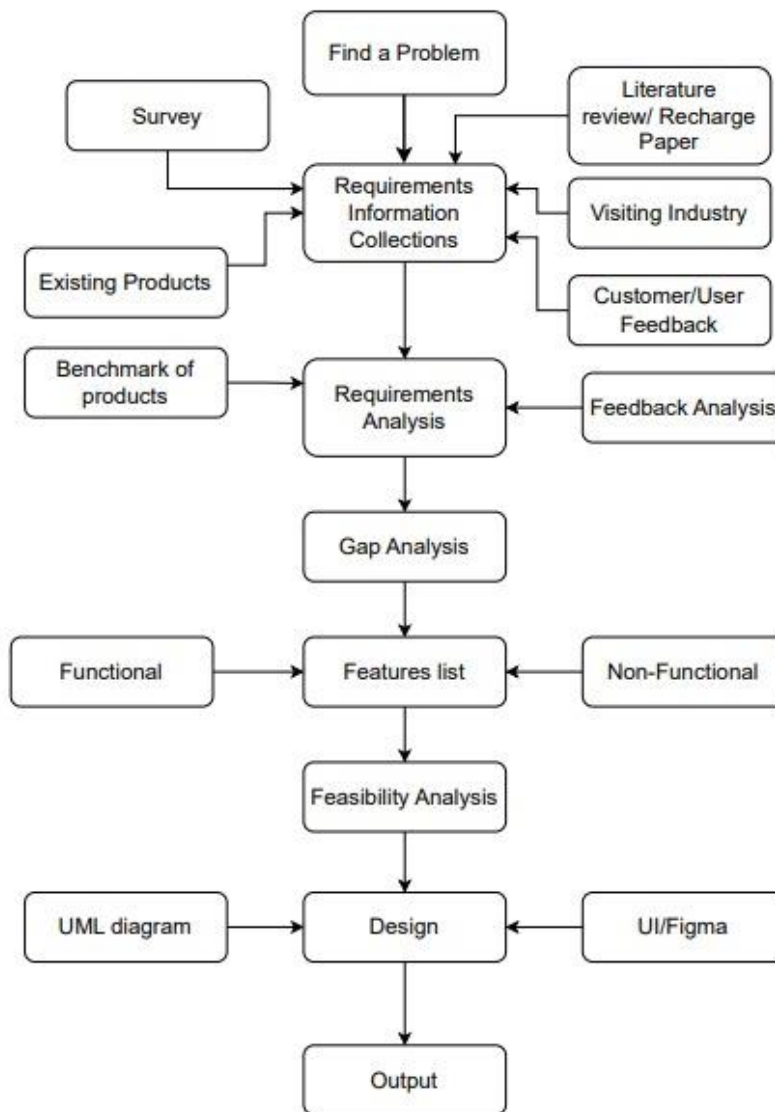 Find a Problem
Survey
Literature
review/ Recharge
Paper
Requirements
Information
Collections
Visiting Industry
Existing Products
Customer/User
Feedback
Benchmark of
products
Requirements
Analysis
Feedback Analysis
Gap Analysis
Functional
Features list
Non-Functional
Feasibility Analysis
UML diagram
Design
UI/Figma
Output